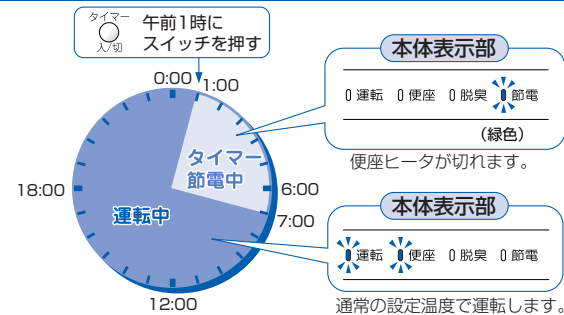 タイマー
入/切
午前1時に
スイッチを押す
0:00
1:00
本体表示部
運転 便座 脱臭 節電
(緑色)
便座ヒータが切れます。
タイマー
節電中
18:00
6:00
7:00
運転中
12:00
本体表示部
運転 便座 脱臭 節電
通常の設定温度で運転します。